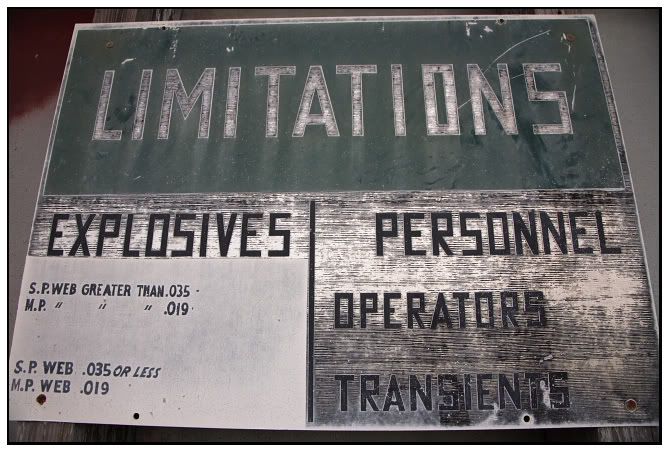 LIMITATIONS
EXPLOSIVES
S.P. WEB GREATER THAN .035
M.P. " " " .019
S.P. WEB .035 OR LESS
M.P. WEB .019
PERSONNEL
OPERATORS
TRANSIENTS